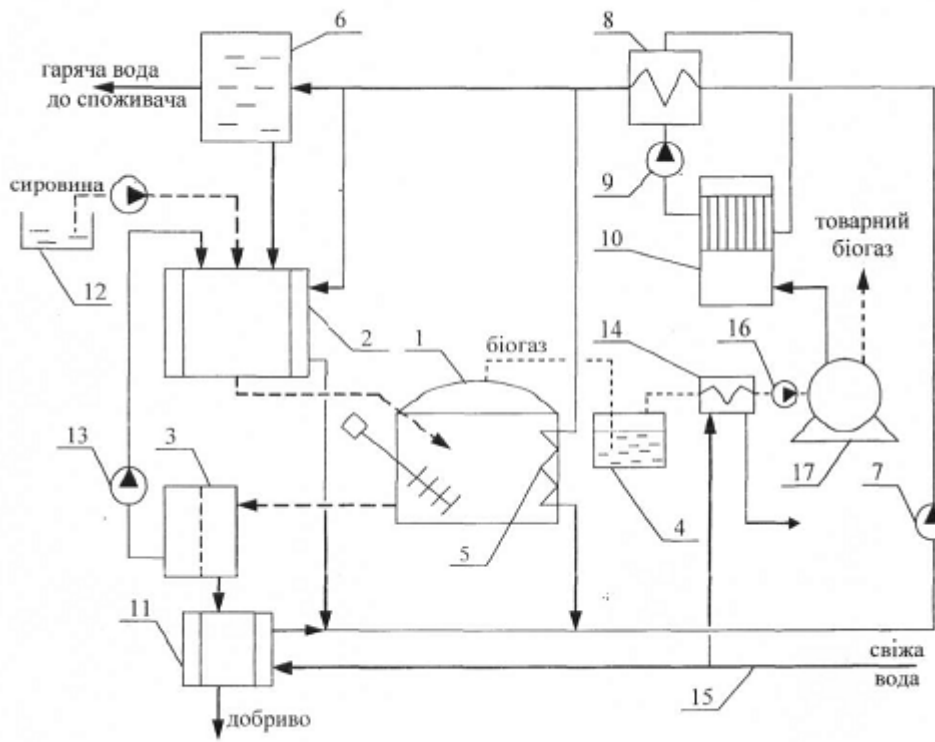 6
8
гаряча вода
до споживача
9
сировина
товарний
біогаз
10
12
2
1
біогаз
14
16
13
3
17
7
5
4
11
свіжа
вода
15
добриво